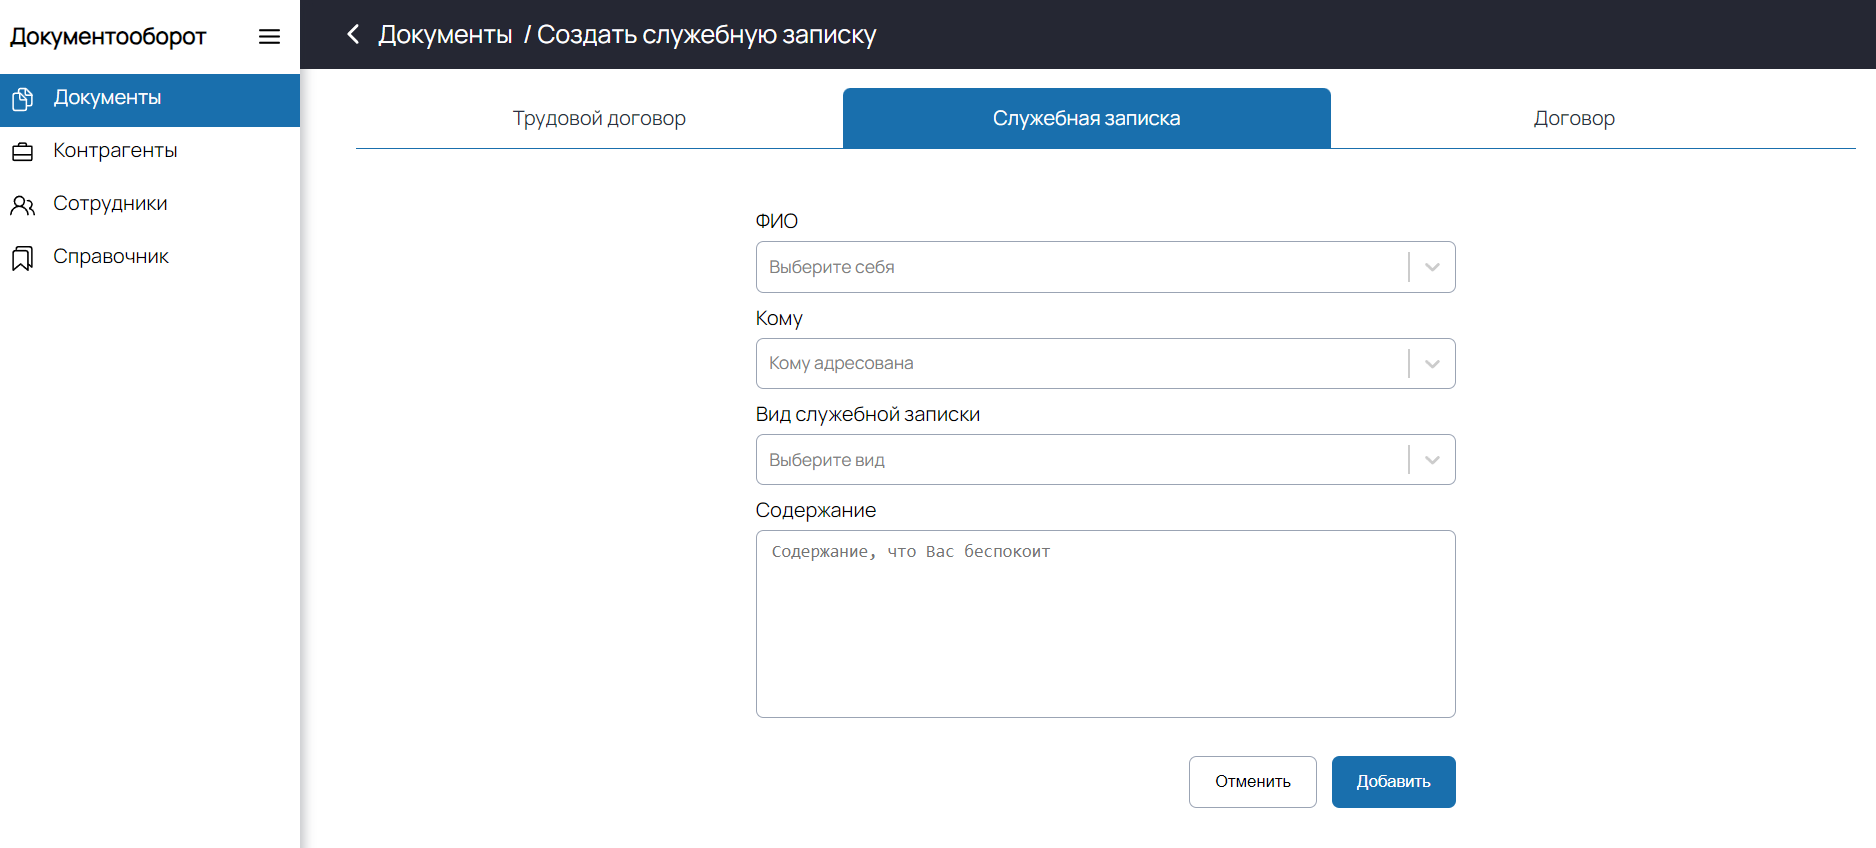 Документооборот
Документы
Контрагенты
Сотрудники
Справочник
Документы / Создать служебную записку
Трудовой договор
Служебная записка
Договор
ФИО
Выберите себя
Кому
Кому адресована
Вид служебной записки
Выберите вид
Содержание
Содержание, что Вас беспокоит
Отменить
Добавить